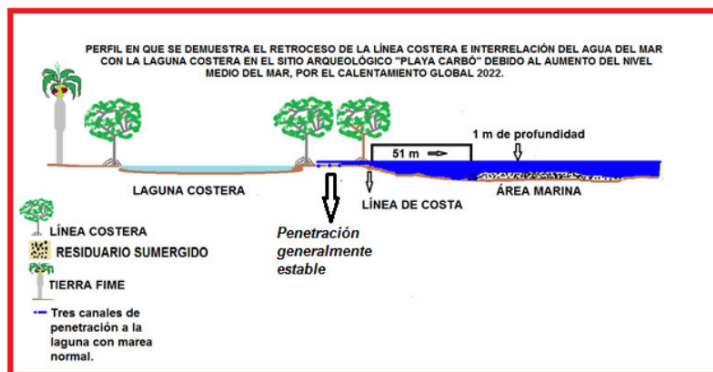 PERFIL EN QUE SE DEMUESTRA EL RETROCESO DE LA LÍNEA COSTERA E INTERRELACIÓN DEL AGUA DEL MAR
CON LA LAGUNA COSTERA EN EL SITIO ARQUEOLÓGICO "PLAYA CARBÓ" DEBIDO AL AUMENTO DEL NIVEL
MEDIO DEL MAR, POR EL CALENTAMIENTO GLOBAL 2022.
1 m de profundidad
51 m
LAGUNA COSTERA
LÍNEA DE COSTA
ÁREA MARINA
Penetración
generalmente
estable
LÍNEA COSTERA
RESIDUARIO SUMERGIDO
TIERRA FIME
Tres canales de
penetración a la
laguna con marea
normal.